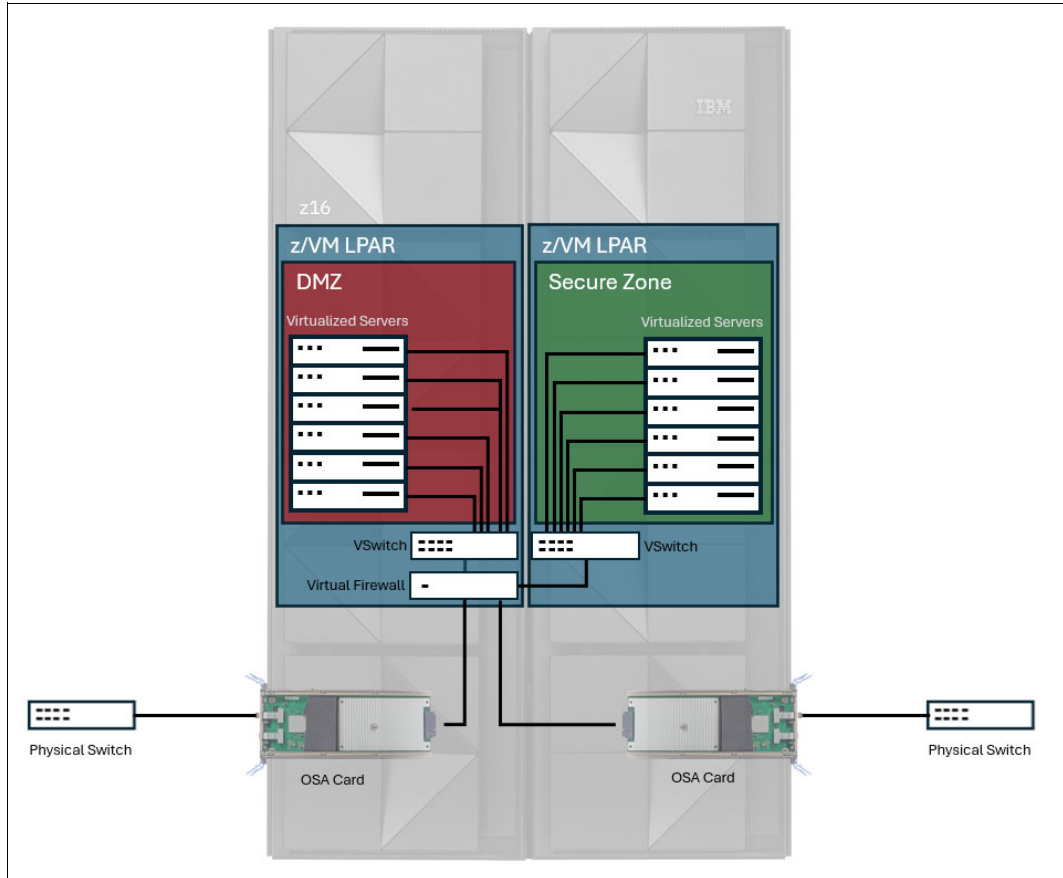 IBM
z16
z/VM LPAR
z/VM LPAR
DMZ
Secure Zone
Virtualized Servers
Virtualized Servers
VSwitch
VSwitch
Virtual Firewall
Physical Switch
OSA Card
OSA Card
Physical Switch